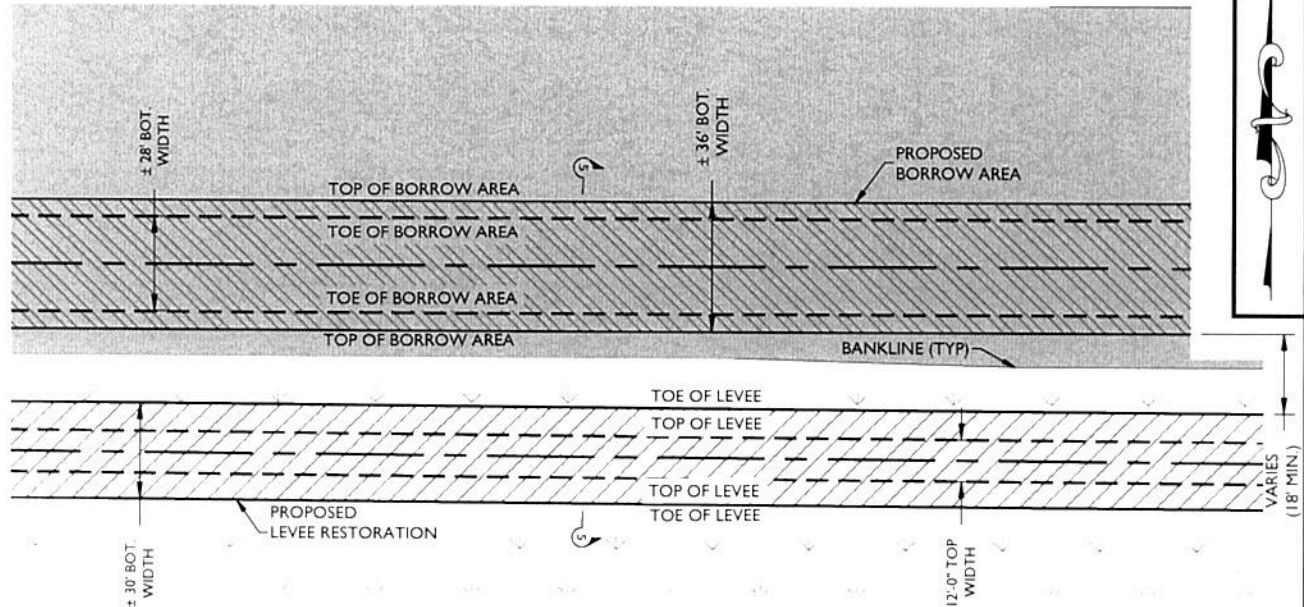 ± 28' BOT.
WIDTH
± 36' BOT.
WIDTH
5
PROPOSED
BORROW AREA
TOP OF BORROW AREA
TOE OF BORROW AREA
TOE OF BORROW AREA
TOP OF BORROW AREA
BANKLINE (TYP)
TOE OF LEVEE
TOP OF LEVEE
TOP OF LEVEE
TOE OF LEVEE
PROPOSED
LEVEE RESTORATION
5
± 30' BOT.
WIDTH
12'-0" TOP
WIDTH
VARIES
(18' MIN.)